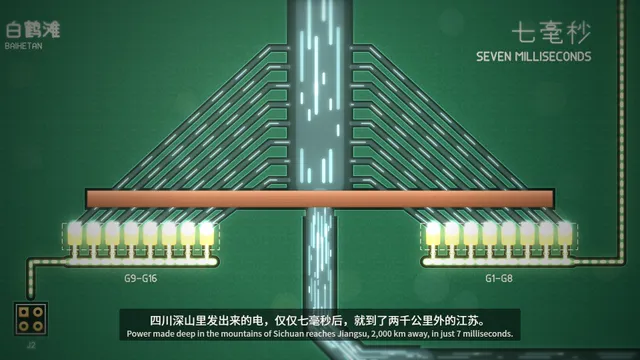 白鹤滩
BAIHETAN
七毫秒
SEVEN MILLISECONDS
G9-G16
G1-G8
J2
四川深山里发出来的电，仅仅七毫秒后，就到了两千公里外的江苏。
Power made deep in the mountains of Sichuan reaches Jiangsu, 2,000 km away, in just 7 milliseconds.